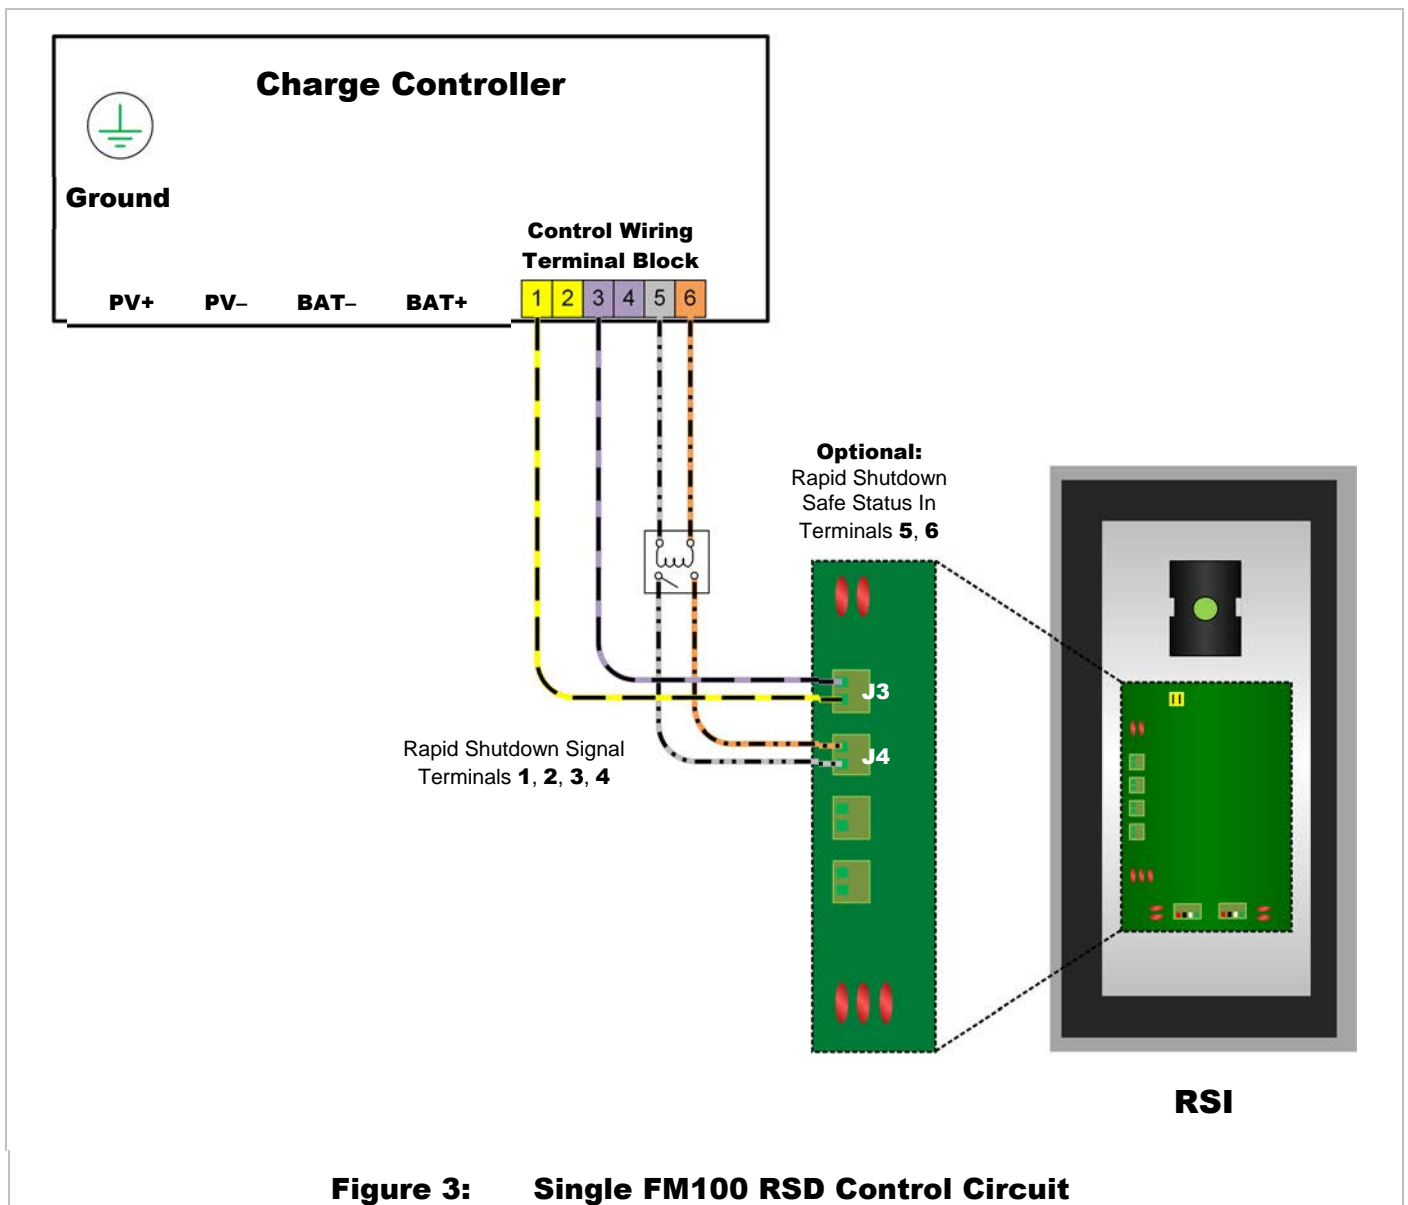 Charge Controller
Ground
Control Wiring
Terminal Block
PV+ PV– BAT– BAT+ 1 2 3 4 5 6
Optional:
Rapid Shutdown
Safe Status In
Terminals 5, 6
J3
J4
Rapid Shutdown Signal
Terminals 1, 2, 3, 4
RSI
Figure 3: Single FM100 RSD Control Circuit